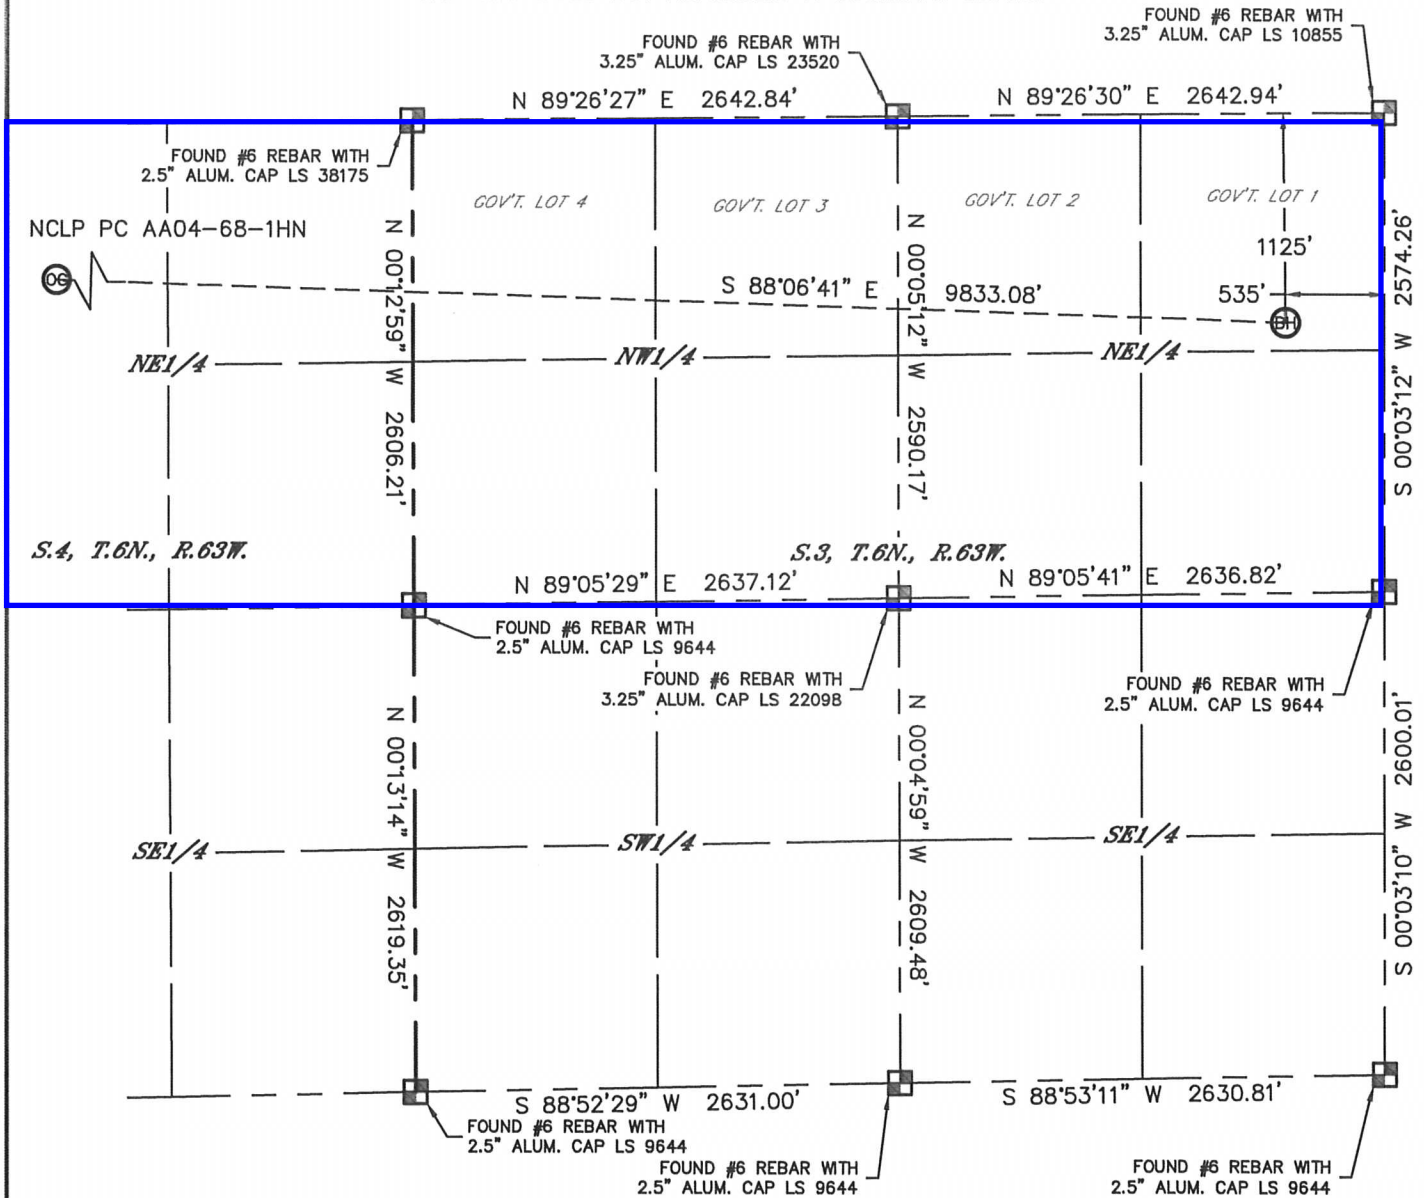 FOUND #6 REBAR WITH
3.25" ALUM. CAP LS 10855
FOUND #6 REBAR WITH
3.25" ALUM. CAP LS 23520
N 89°26'27" E 2642.84'
N 89°26'30" E 2642.94'
FOUND #6 REBAR WITH
2.5" ALUM. CAP LS 38175
GOV'T. LOT 4
GOV'T. LOT 3
GOV'T. LOT 2
GOV'T. LOT 1
NCLP PC AA04-68-1HN
OG
1125'
S 88°06'41" E 9833.08'
535'
BH
N 00°12'59" W 2606.21'
N 00°05'12" W 2590.17'
S 00°03'12" W 2574.26'
NE1/4
NW1/4
NE1/4
S.4, T.6N., R.63W.
S.3, T.6N., R.63W.
N 89°05'29" E 2637.12'
N 89°05'41" E 2636.82'
FOUND #6 REBAR WITH
2.5" ALUM. CAP LS 9644
FOUND #6 REBAR WITH
3.25" ALUM. CAP LS 22098
FOUND #6 REBAR WITH
2.5" ALUM. CAP LS 9644
N 00°13'14" W 2619.35'
N 00°04'59" W 2609.48'
S 00°03'10" W 2600.01'
SE1/4
SW1/4
SE1/4
S 88°52'29" W 2631.00'
S 88°53'11" W 2630.81'
FOUND #6 REBAR WITH
2.5" ALUM. CAP LS 9644
FOUND #6 REBAR WITH
2.5" ALUM. CAP LS 9644
FOUND #6 REBAR WITH
2.5" ALUM. CAP LS 9644